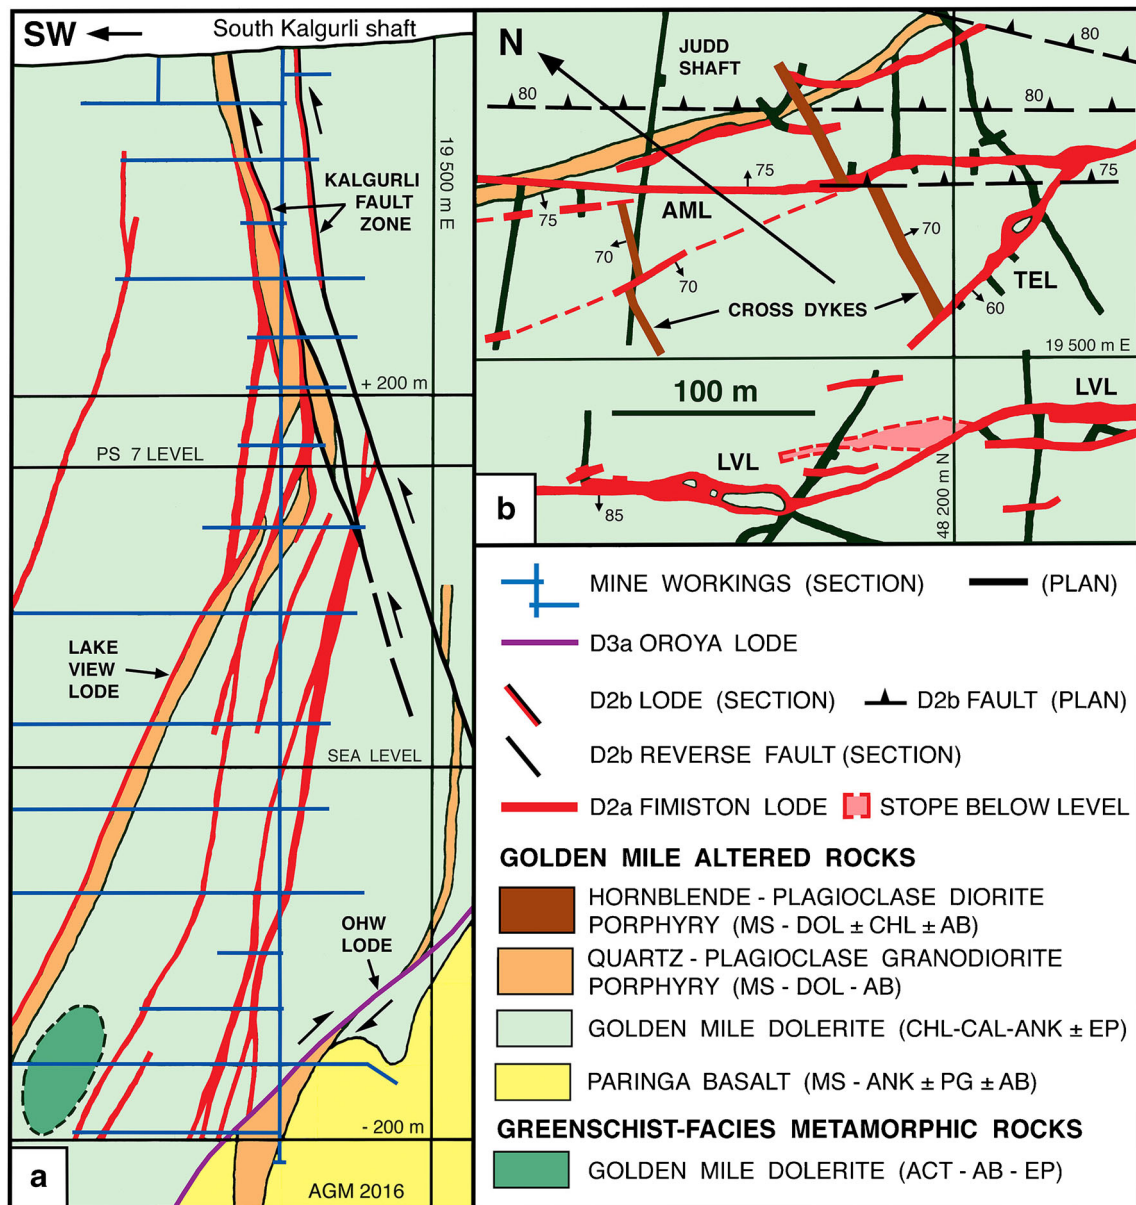 SW
South Kalgurli shaft
19 500 m E
KALGURLI
FAULT
ZONE
+ 200 m
PS 7 LEVEL
LAKE
VIEW
LODE
SEA LEVEL
OHW
LODE
- 200 m
AGM 2016
a
N
JUDD
SHAFT
80
80
80
75
75
75
AML
70
70
70
TEL
60
CROSS DYKES
19 500 m E
100 m
LVL
LVL
85
48 200 m N
b
MINE WORKINGS (SECTION)
(PLAN)
D3a OROYA LODE
D2b LODE (SECTION)
D2b FAULT (PLAN)
D2b REVERSE FAULT (SECTION)
D2a FIMISTON LODE
STOPE BELOW LEVEL
GOLDEN MILE ALTERED ROCKS
HORNBLENDE - PLAGIOCLASE DIORITE
PORPHYRY (MS - DOL ± CHL ± AB)
QUARTZ - PLAGIOCLASE GRANODIORITE
PORPHYRY (MS - DOL - AB)
GOLDEN MILE DOLERITE (CHL-CAL-ANK ± EP)
PARINGA BASALT (MS - ANK ± PG ± AB)
GREENSCHIST-FACIES METAMORPHIC ROCKS
GOLDEN MILE DOLERITE (ACT - AB - EP)